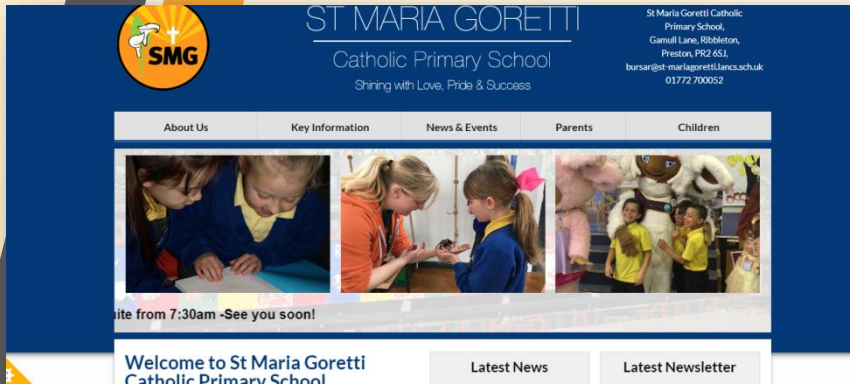 SMG
ST MARIA GORETTI
Catholic Primary School
Shining with Love, Pride & Success
St Maria Goretti Catholic
Primary School,
Gamull Lane, Ribbleton,
Preston, PR2 6SJ,
bursar@st-mariagoretti.lancs.sch.uk
01772 700052
About Us
Key Information
News & Events
Parents
Children
from 7:30am -See you soon!
Welcome to St Maria Goretti
Catholic Primary School
Latest News
Latest Newsletter